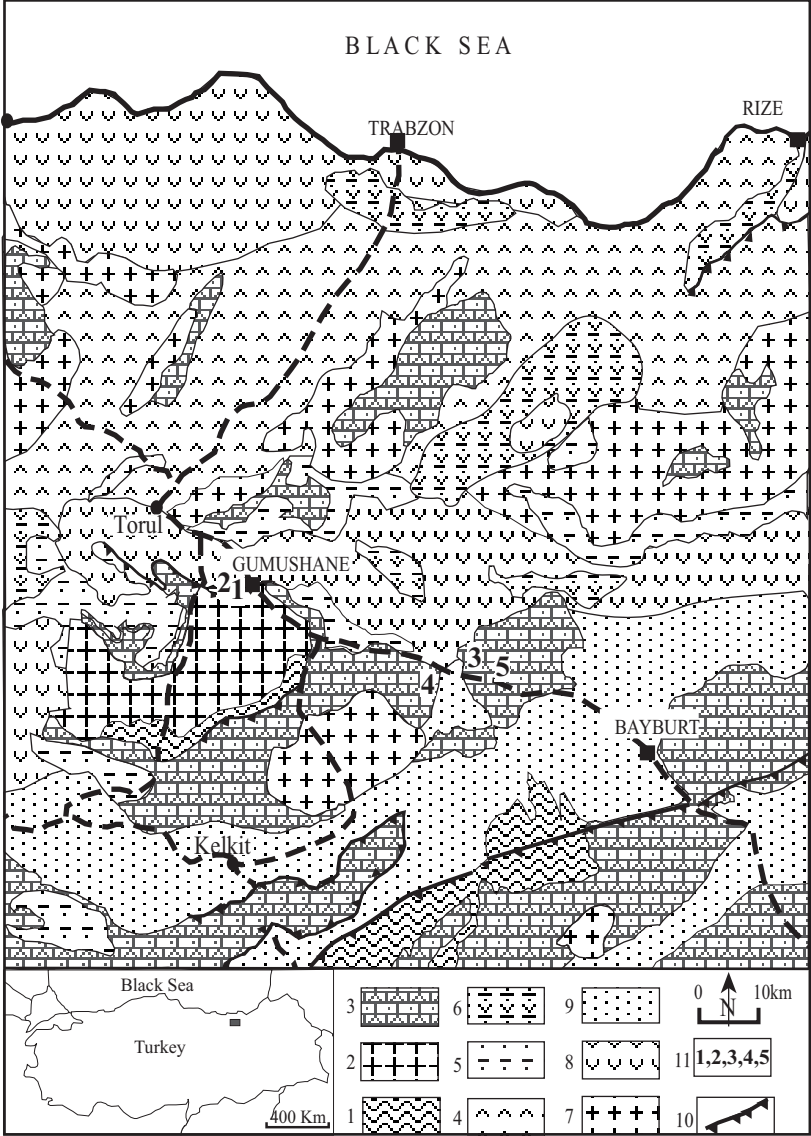 BLACK SEA
TRABZON
RIZE
Torul
GUMUSHANE
2 1
3
5
4
BAYBURT
Kelkit
Black Sea
Turkey
400 Km
3
6
9
0 10km
N
2
5
8
11 1,2,3,4,5
1
4
7
10